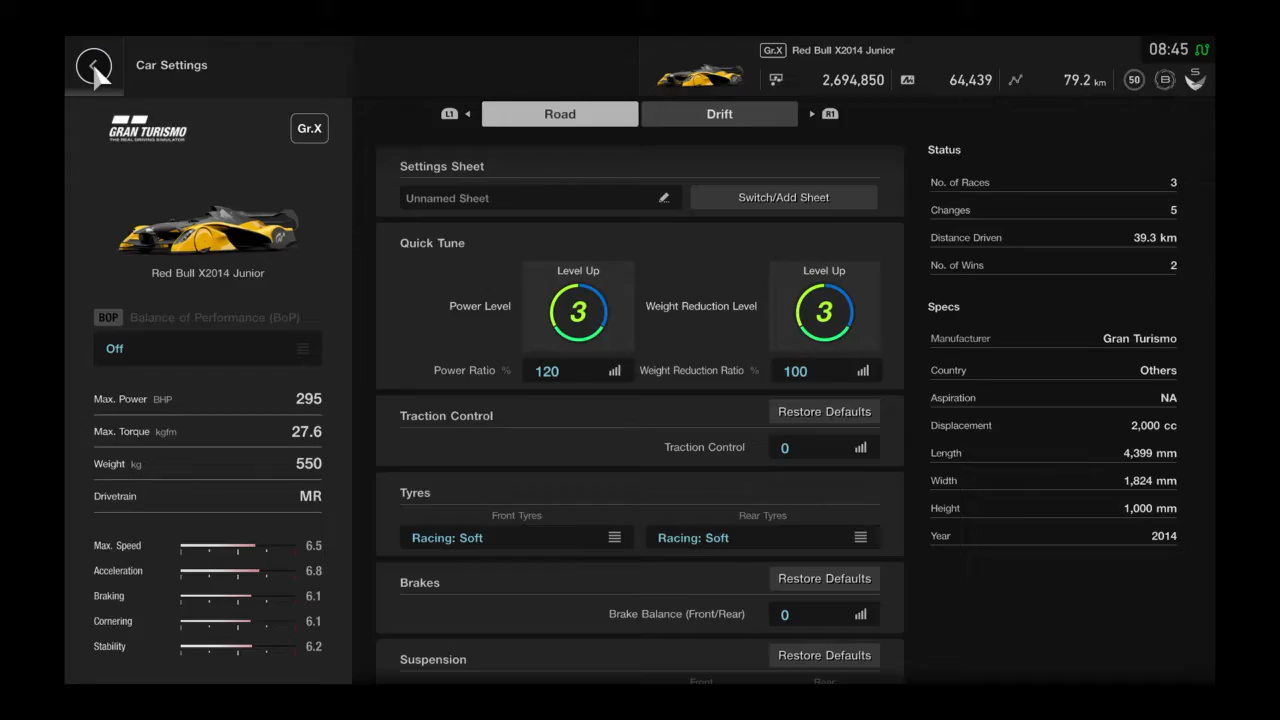 Car Settings
Gr.X Red Bull X2014 Junior
08:45
2,694,850
64,439
79.2 km
50
B
S
GRAN TURISMO
THE REAL DRIVING SIMULATOR
Gr.X
Red Bull X2014 Junior
BOP Balance of Performance (BoP)
Off
Max. Power BHP 295
Max. Torque kgfm 27.6
Weight kg 550
Drivetrain MR
Max. Speed 6.5
Acceleration 6.8
Braking 6.1
Cornering 6.1
Stability 6.2
L1 Road Drift R1
Settings Sheet
Unnamed Sheet Switch/Add Sheet
Quick Tune
Level Up Level Up
Power Level 3 Weight Reduction Level 3
Power Ratio % 120 Weight Reduction Ratio % 100
Traction Control Restore Defaults
Traction Control 0
Tyres
Front Tyres Rear Tyres
Racing: Soft Racing: Soft
Brakes Restore Defaults
Brake Balance (Front/Rear) 0
Suspension Restore Defaults
Front Rear
Status
No. of Races 3
Changes 5
Distance Driven 39.3 km
No. of Wins 2
Specs
Manufacturer Gran Turismo
Country Others
Aspiration NA
Displacement 2,000 cc
Length 4,399 mm
Width 1,824 mm
Height 1,000 mm
Year 2014